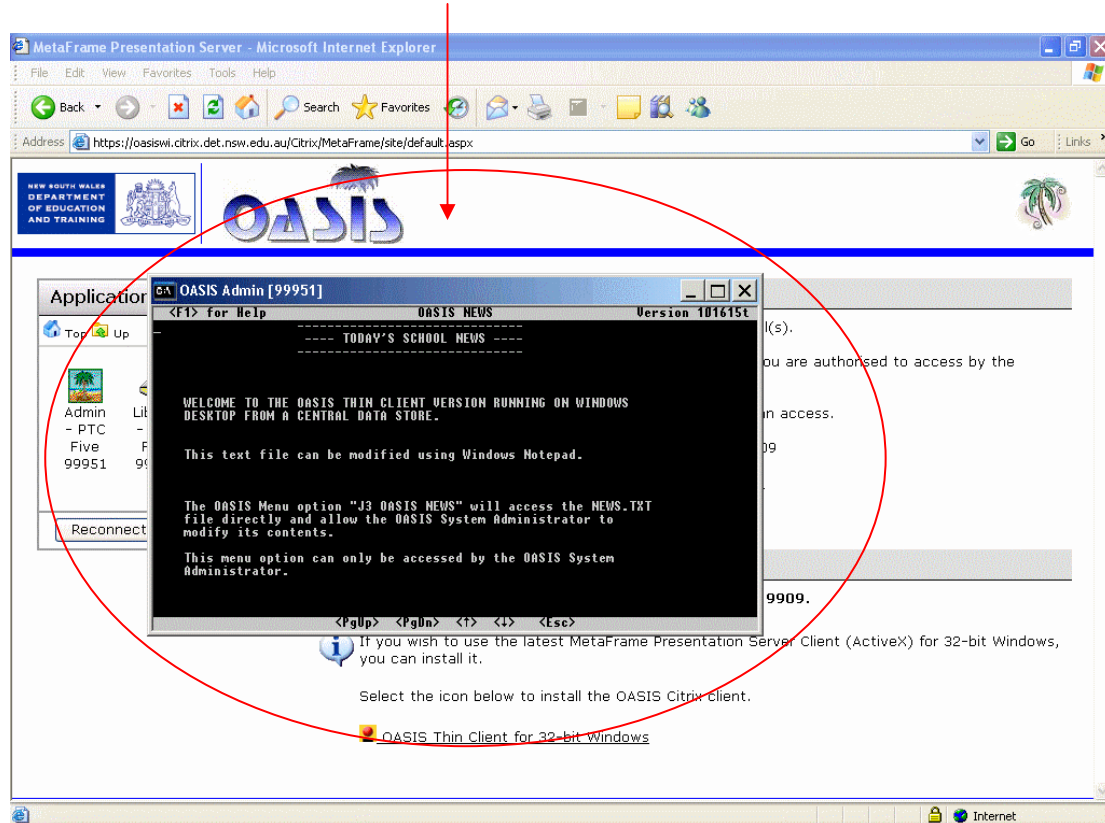 MetaFrame Presentation Server - Microsoft Internet Explorer
File Edit View Favorites Tools Help
Back Search Favorites
Address https://oasiswi.citrix.det.nsw.edu.au/Citrix/MetaFrame/site/default.aspx Go Links
NEW SOUTH WALES
DEPARTMENT
OF EDUCATION
AND TRAINING
OASIS
Application
Top Up
Admin
- PTC
Five
99951
Reconnect
OASIS Admin [99951]
<F1> for Help OASIS NEWS Version 101615t
---- TODAY'S SCHOOL NEWS ----
WELCOME TO THE OASIS THIN CLIENT VERSION RUNNING ON WINDOWS
DESKTOP FROM A CENTRAL DATA STORE.
This text file can be modified using Windows Notepad.
The OASIS Menu option "J3 OASIS NEWS" will access the NEWS.TXT
file directly and allow the OASIS System Administrator to
modify its contents.
This menu option can only be accessed by the OASIS System
Administrator.
<PgUp> <PgDn> <↑> <↓> <Esc>
l(s).
ou are authorised to access by the
n access.
09
9909.
If you wish to use the latest MetaFrame Presentation Server Client (ActiveX) for 32-bit Windows,
you can install it.
Select the icon below to install the OASIS Citrix client.
OASIS Thin Client for 32-bit Windows
Internet